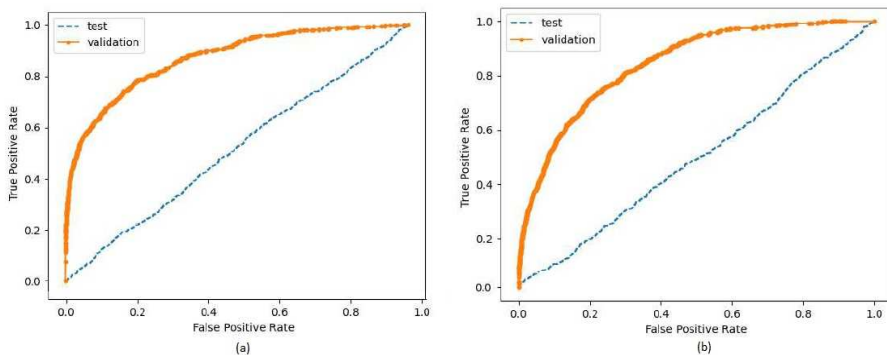 test
validation
1.0
0.8
0.6
0.4
0.2
0.0
True Positive Rate
0.0 0.2 0.4 0.6 0.8 1.0
False Positive Rate
(a)
test
validation
1.0
0.8
0.6
0.4
0.2
0.0
True Positive Rate
0.0 0.2 0.4 0.6 0.8 1.0
False Positive Rate
(b)